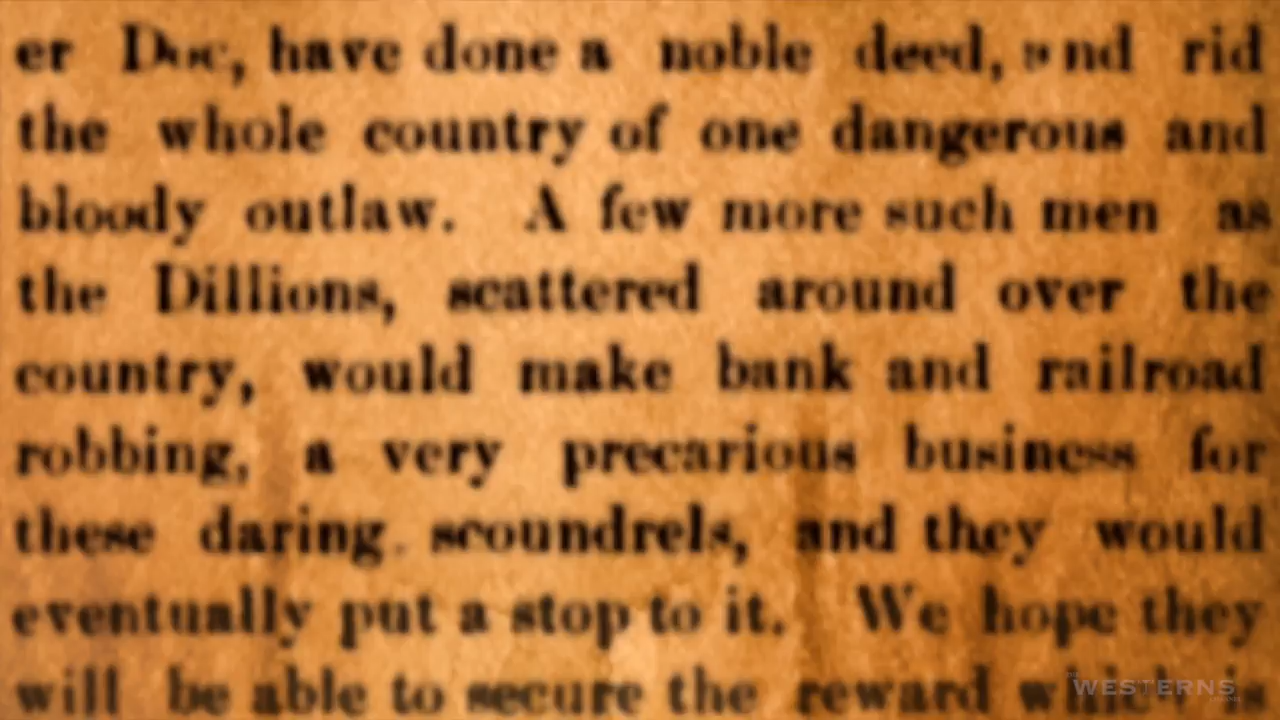 er Doc, have done a noble deed, and rid
the whole country of one dangerous and
bloody outlaw. A few more such men as
the Dillions, scattered around over the
country, would make bank and railroad
robbing, a very precarious business for
these daring scoundrels, and they would
eventually put a stop to it. We hope they
will be able to secure the reward which is
WESTERNS